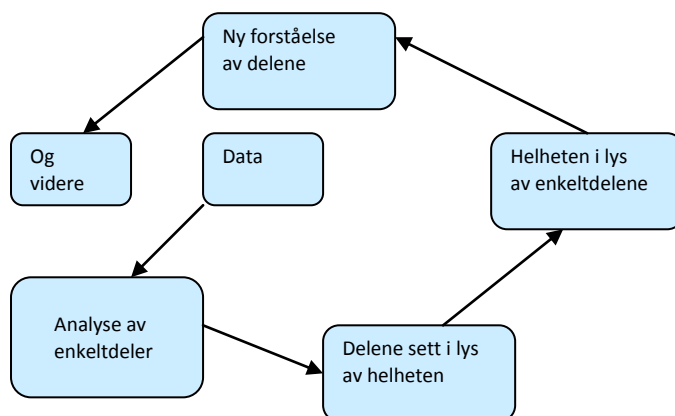 Ny forståelse
av delene
Og
videre
Data
Helheten i lys
av enkeltdelene
Analyse av
enkeltdeler
Delene sett i lys
av helheten